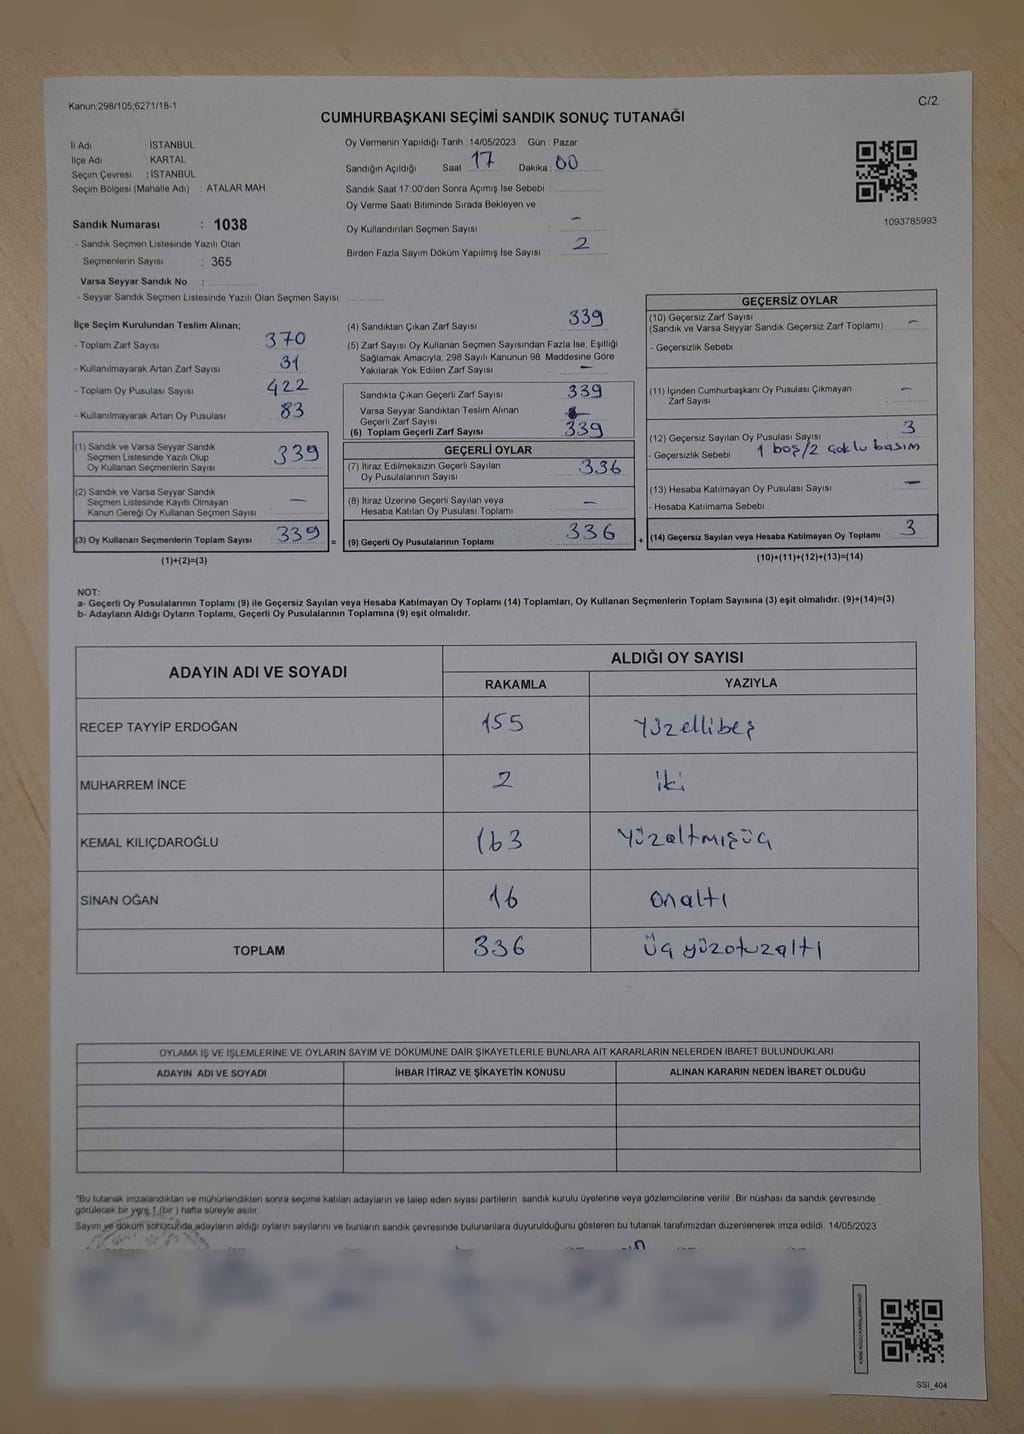 Kanun;298/105;6271/18-1
C/2
CUMHURBAŞKANI SEÇİMİ SANDIK SONUÇ TUTANAĞI
İl Adı : İSTANBUL
İlçe Adı : KARTAL
Seçim Çevresi : İSTANBUL
Seçim Bölgesi (Mahalle Adı) : ATALAR MAH.
Oy Vermenin Yapıldığı Tarih :14/05/2023 Gün : Pazar
Sandığın Açıldığı Saat : 17 Dakika : 00
Sandık Saat 17:00'den Sonra Açımış İse Sebebi :
Oy Verme Saati Bitiminde Sırada Bekleyen ve
Oy Kullandırılan Seçmen Sayısı : -
Birden Fazla Sayım Döküm Yapılmış İse Sayısı : 2
1093785993
Sandık Numarası : 1038
- Sandık Seçmen Listesinde Yazılı Olan
Seçmenlerin Sayısı : 365
Varsa Seyyar Sandık No :
- Seyyar Sandık Seçmen Listesinde Yazılı Olan Seçmen Sayısı:
İlçe Seçim Kurulundan Teslim Alınan;
- Toplam Zarf Sayısı : 370
- Kullanılmayarak Artan Zarf Sayısı : 31
- Toplam Oy Pusulası Sayısı : 422
- Kullanılmayarak Artan Oy Pusulası : 83
(1) Sandık ve Varsa Seyyar Sandık
Seçmen Listesinde Yazılı Olup
Oy Kullanan Seçmenlerin Sayısı 339
(2) Sandık ve Varsa Seyyar Sandık
Seçmen Listesinde Kayıtlı Olmayan
Kanun Gereği Oy Kullanan Seçmen Sayısı -
(3) Oy Kullanan Seçmenlerin Toplam Sayısı 339 =
(1)+(2)=(3)
(4) Sandıktan Çıkan Zarf Sayısı : 339
(5) Zarf Sayısı Oy Kullanan Seçmen Sayısından Fazla İse, Eşitliği
Sağlamak Amacıyla; 298 Sayılı Kanunun 98. Maddesine Göre
Yakılarak Yok Edilen Zarf Sayısı : -
Sandıkta Çıkan Geçerli Zarf Sayısı : 339
Varsa Seyyar Sandıktan Teslim Alınan
Geçerli Zarf Sayısı :
(6) Toplam Geçerli Zarf Sayısı : 339
GEÇERLİ OYLAR
(7) İtiraz Edilmeksizin Geçerli Sayılan
Oy Pusulalarının Sayısı : 336
(8) İtiraz Üzerine Geçerli Sayılan veya
Hesaba Katılan Oy Pusulası Toplamı : -
(9) Geçerli Oy Pusulalarının Toplamı : 336 +
GEÇERSİZ OYLAR
(10) Geçersiz Zarf Sayısı
(Sandık ve Varsa Seyyar Sandık Geçersiz Zarf Toplamı) : -
- Geçersizlik Sebebi :
(11) İçinden Cumhurbaşkanı Oy Pusulası Çıkmayan
Zarf Sayısı : -
(12) Geçersiz Sayılan Oy Pusulası Sayısı : 3
- Geçersizlik Sebebi : 1 boş/2 çoklu basım
(13) Hesaba Katılmayan Oy Pusulası Sayısı : -
- Hesaba Katılmama Sebebi :
(14) Geçersiz Sayılan veya Hesaba Katılmayan Oy Toplamı : 3
(10)+(11)+(12)+(13)=(14)
NOT:
a- Geçerli Oy Pusulalarının Toplamı (9) ile Geçersiz Sayılan veya Hesaba Katılmayan Oy Toplamı (14) Toplamları, Oy Kullanan Seçmenlerin Toplam Sayısına (3) eşit olmalıdır. (9)+(14)=(3)
b- Adayların Aldığı Oyların Toplamı, Geçerli Oy Pusulalarının Toplamına (9) eşit olmalıdır.
ADAYIN ADI VE SOYADI ALDIĞI OY SAYISI
RAKAMLA YAZIYLA
RECEP TAYYİP ERDOĞAN 155 Yüzellibeş
MUHARREM İNCE 2 iki
KEMAL KILIÇDAROĞLU 163 Yüzaltmışüç
SİNAN OĞAN 16 onaltı
TOPLAM 336 Üçyüzotuzaltı
OYLAMA İŞ VE İŞLEMLERİNE VE OYLARIN SAYIM VE DÖKÜMÜNE DAİR ŞİKAYETLERLE BUNLARA AİT KARARLARIN NELERDEN İBARET BULUNDUKLARI
ADAYIN ADI VE SOYADI İHBAR İTİRAZ VE ŞİKAYETİN KONUSU ALINAN KARARIN NEDEN İBARET OLDUĞU
"Bu tutanak imzalandıktan ve mühürlendikten sonra seçime katılan adayların ve talep eden siyasi partilerin sandık kurulu üyelerine veya gözlemcilerine verilir .Bir nüshası da sandık çevresinde
görülecek bir yere 1 (bir ) hafta süreyle asılır.
Sayım ve döküm sonucunda adayların aldığı oyların sayılarını ve bunların sandık çevresinde bulunanlara duyurulduğunu gösteren bu tutanak tarafımızdan düzenlenerek imza edildi. 14/05/2023
SSI_404